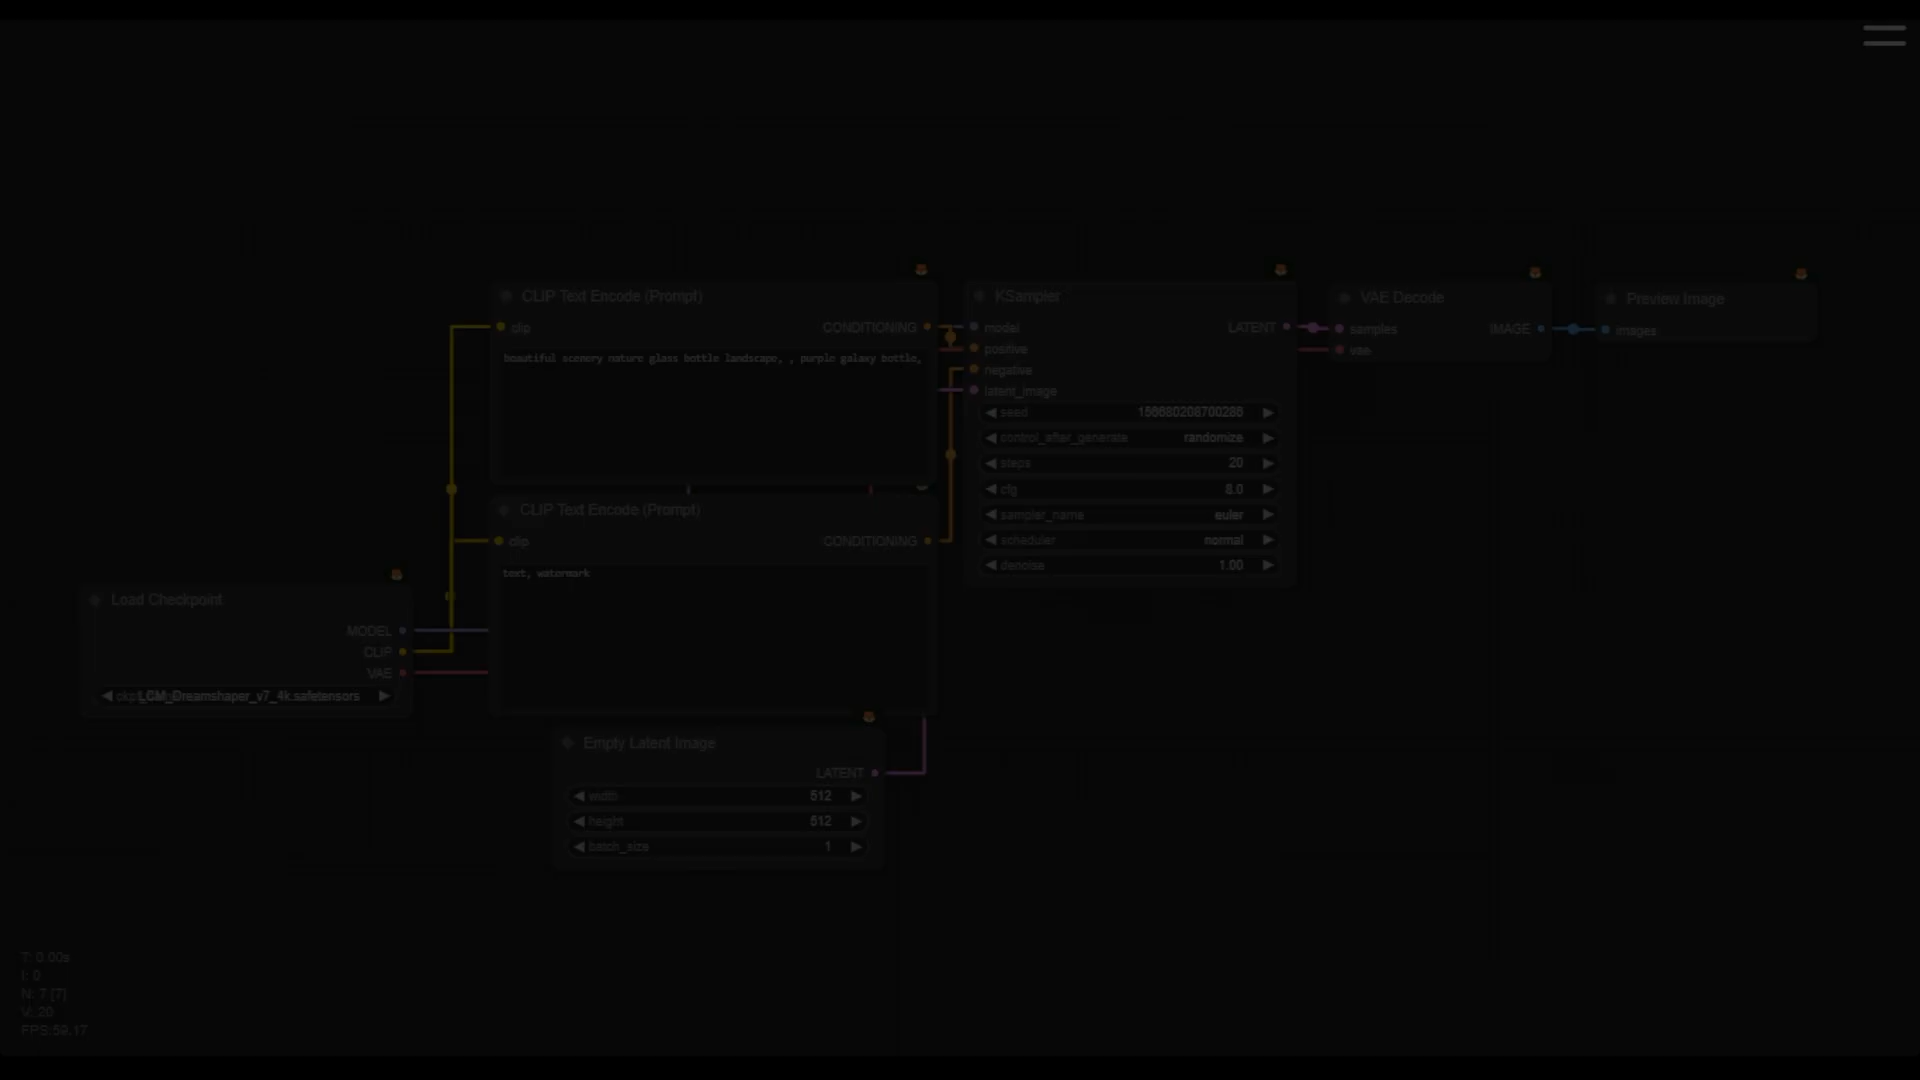 CLIP Text Encode (Prompt)
clip
CONDITIONING
beautiful scenery nature glass bottle landscape, , purple galaxy bottle,
KSampler
model
LATENT
positive
negative
latent_image
seed
156680208700286
control_after_generate
randomize
steps
20
cfg
8.0
sampler_name
euler
scheduler
normal
denoise
1.00
VAE Decode
samples
IMAGE
vae
Preview Image
images
CLIP Text Encode (Prompt)
clip
CONDITIONING
text, watermark
Load Checkpoint
MODEL
CLIP
VAE
LCM_Dreamshaper_v7_4k.safetensors
Empty Latent Image
LATENT
width
512
height
512
batch_size
1
T: 0.00s
I: 0
N: 7 [7]
V: 20
FPS:59.17